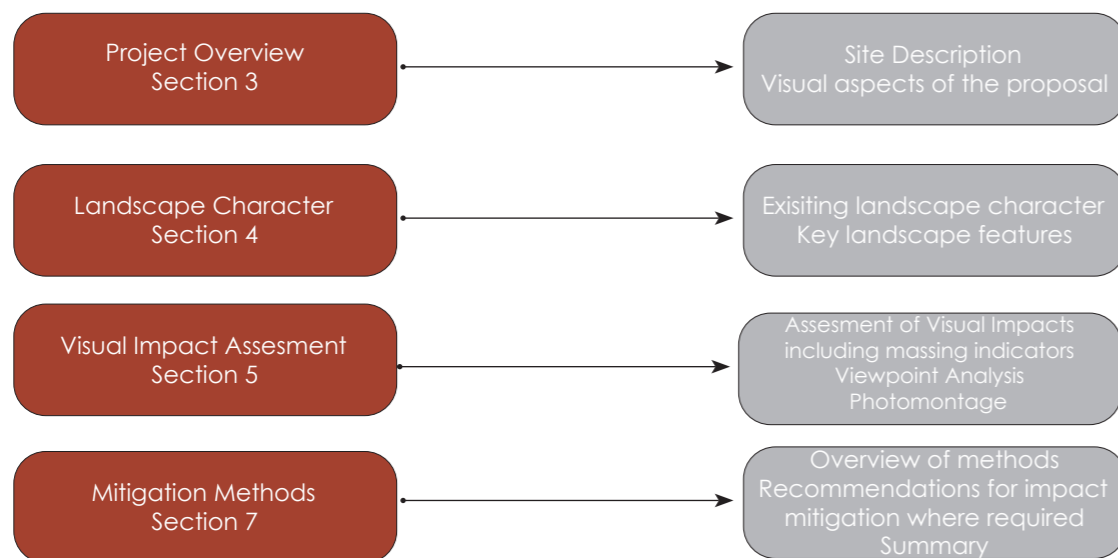 Project Overview
Section 3
Site Description
Visual aspects of the proposal
Landscape Character
Section 4
Exisiting landscape character
Key landscape features
Visual Impact Assesment
Section 5
Assesment of Visual Impacts
including massing indicators
Viewpoint Analysis
Photomontage
Mitigation Methods
Section 7
Overview of methods
Recommendations for impact
mitigation where required
Summary